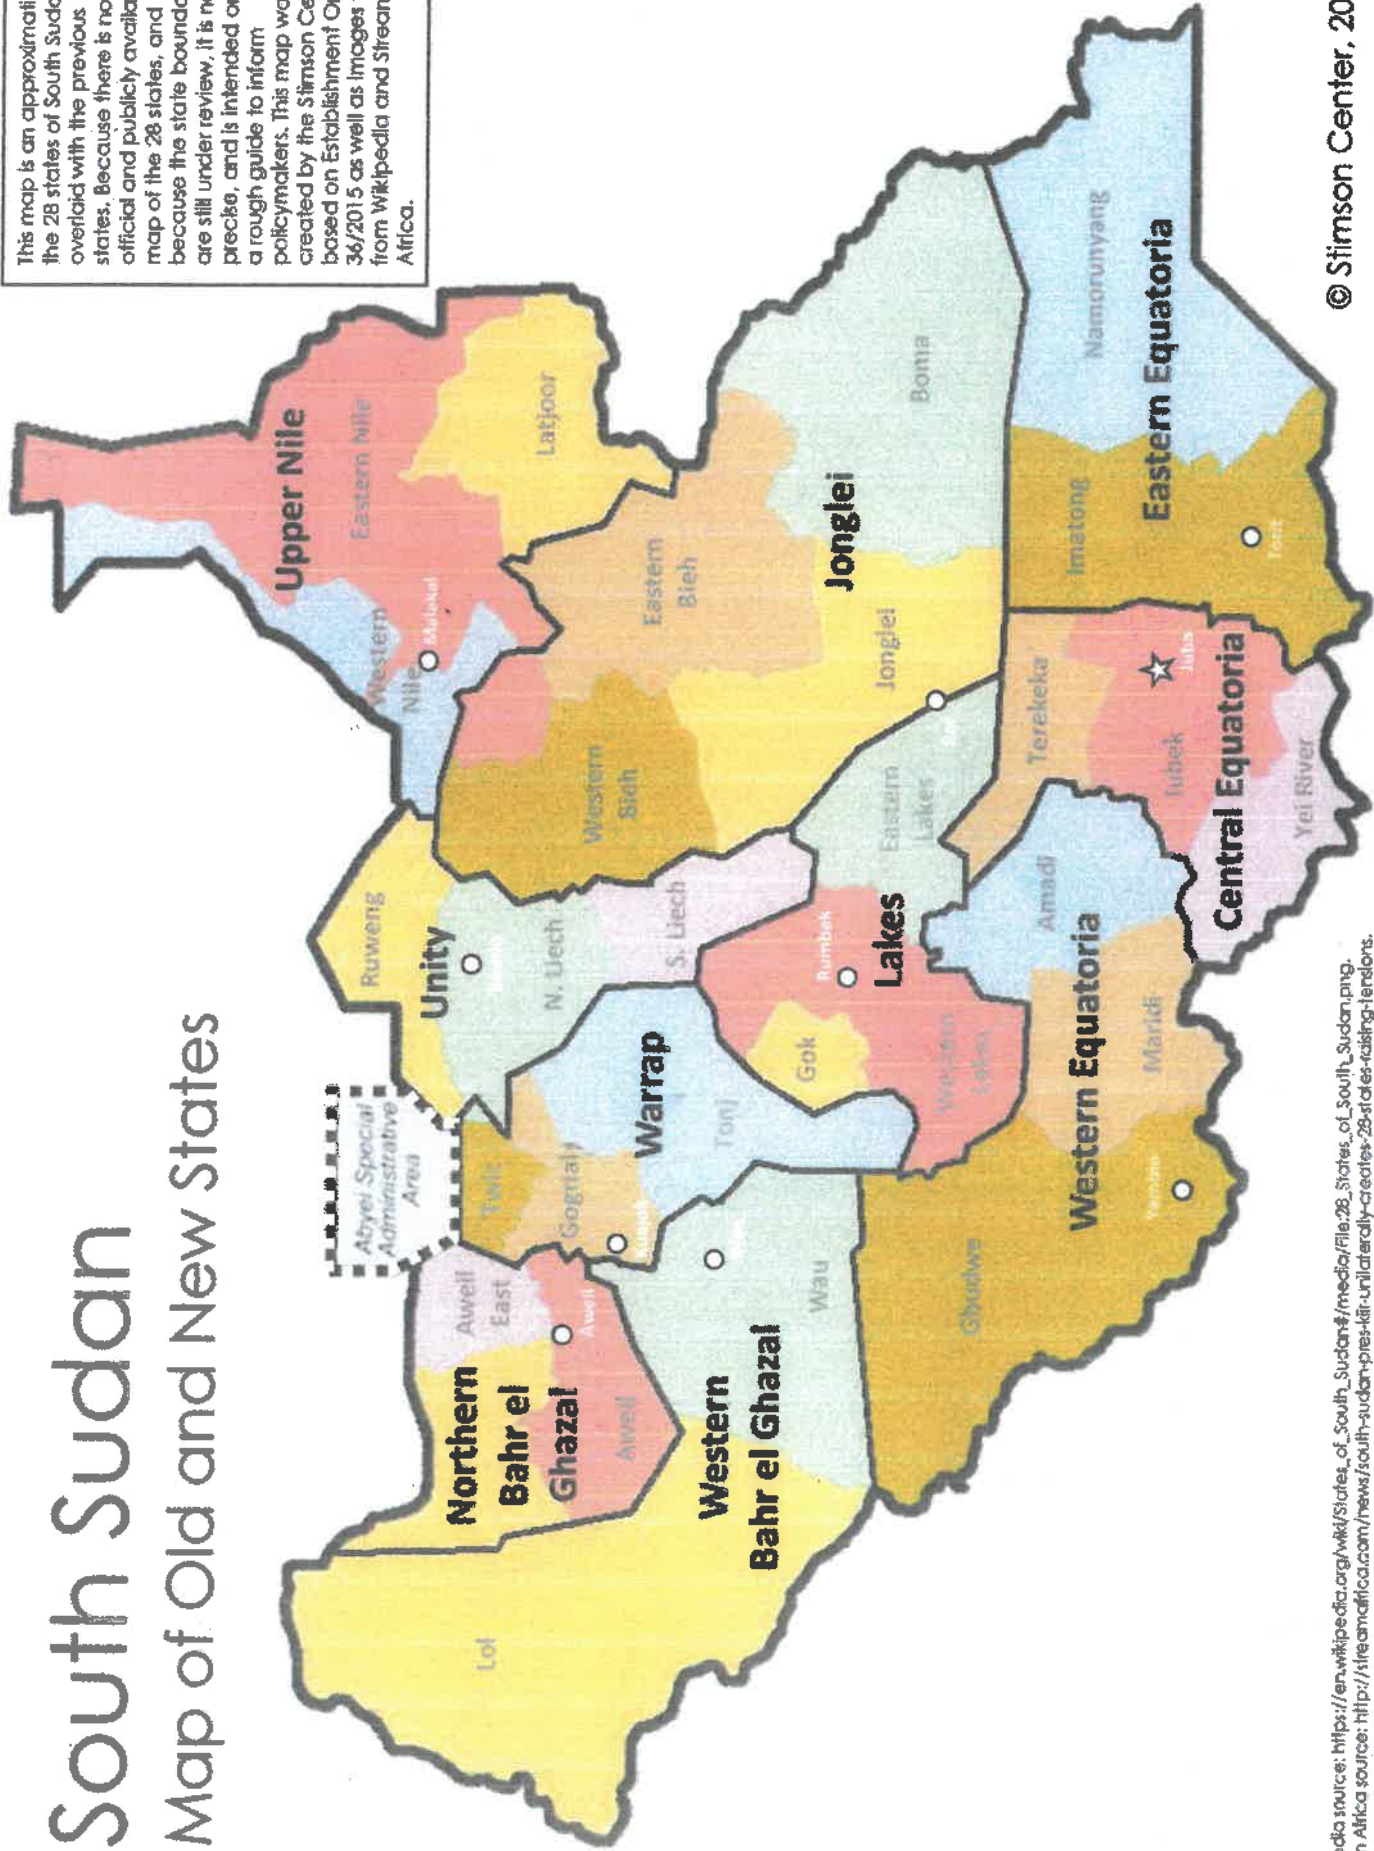 South Sudan
Map of Old and New States
This map is an approximati
the 28 states of South Suda
overlaid with the previous
states. Because there is no
official and publicly availa
map of the 28 states, and
because the state bounda
are still under review, it is n
precise, and is intended o
a rough guide to inform
policymakers. This map wa
created by the Stimson Ce
based on Establishment O
36/2015 as well as images
from Wikipedia and Strean
Africa.
Upper Nile
Eastern Nile
Western
Nile
Malakal
Latjoor
Abyei Special
Administrative
Area
Ruweng
Unity
N. Liech
S. Liech
Eastern
Bieh
Western
Bieh
Jonglei
Jonglei
Boma
Bor
Twic
Gogrial
Warrap
Tonj
Aweil
East
Northern
Bahr el
Ghazal
Aweil
Aweil
Lol
Western
Bahr el Ghazal
Wau
Gok
Rumbek
Lakes
Western
Lakes
Eastern
Lakes
Terekeka
Juba
Jubek
Central Equatoria
Yei River
Amadi
Western Equatoria
Maridi
Gbudwe
Yambio
Imatong
Eastern Equatoria
Torit
Namorunyang
© Stimson Center, 20
edia source: https://en.wikipedia.org/wiki/States_of_South_Sudan#/media/File:28_States_of_South_Sudan.png.
n Africa source: http://streamafrica.com/news/south-sudan-pres-kiir-unilaterally-creates-28-states-raising-tensions.